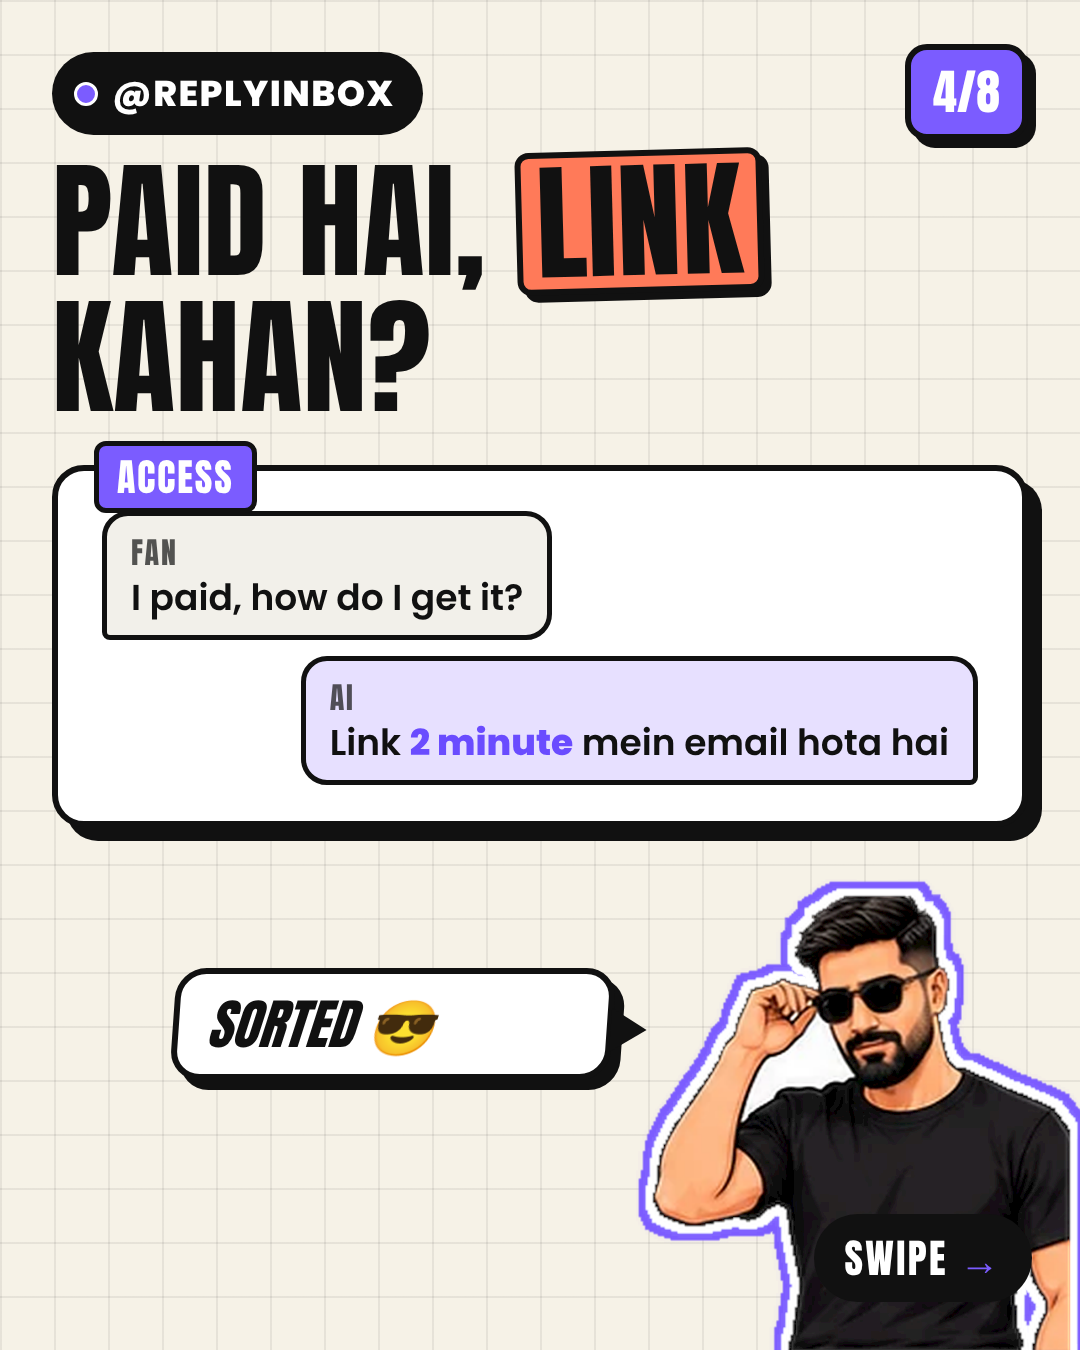 @REPLYINBOX
4/8
PAID HAI, LINK
KAHAN?
ACCESS
FAN
I paid, how do I get it?
AI
Link 2 minute mein email hota hai
SORTED 😎
SWIPE →